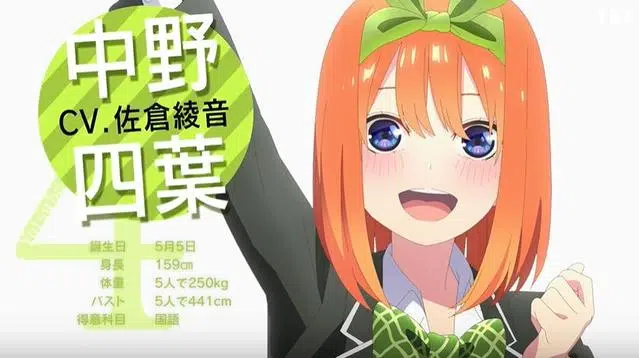 中野
CV.佐倉綾音
四葉
4
誕生日 5月5日
身長 159㎝
体重 5人で250kg
バスト 5人で441cm
得意科目 国語